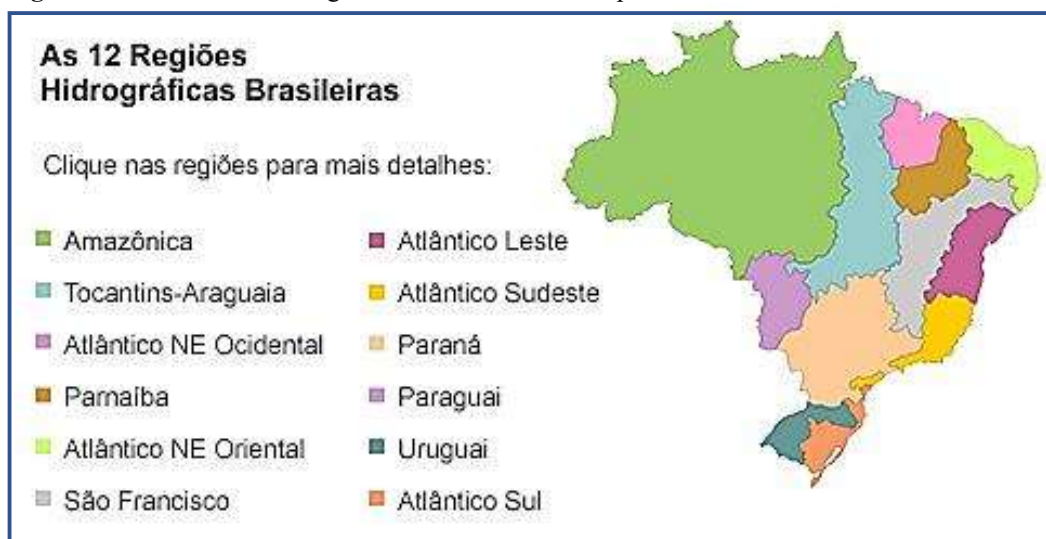 As 12 Regiões
Hidrográficas Brasileiras
Clique nas regiões para mais detalhes:
Amazônica
Tocantins-Araguaia
Atlântico NE Ocidental
Parnaíba
Atlântico NE Oriental
São Francisco
Atlântico Leste
Atlântico Sudeste
Paraná
Paraguai
Uruguai
Atlântico Sul